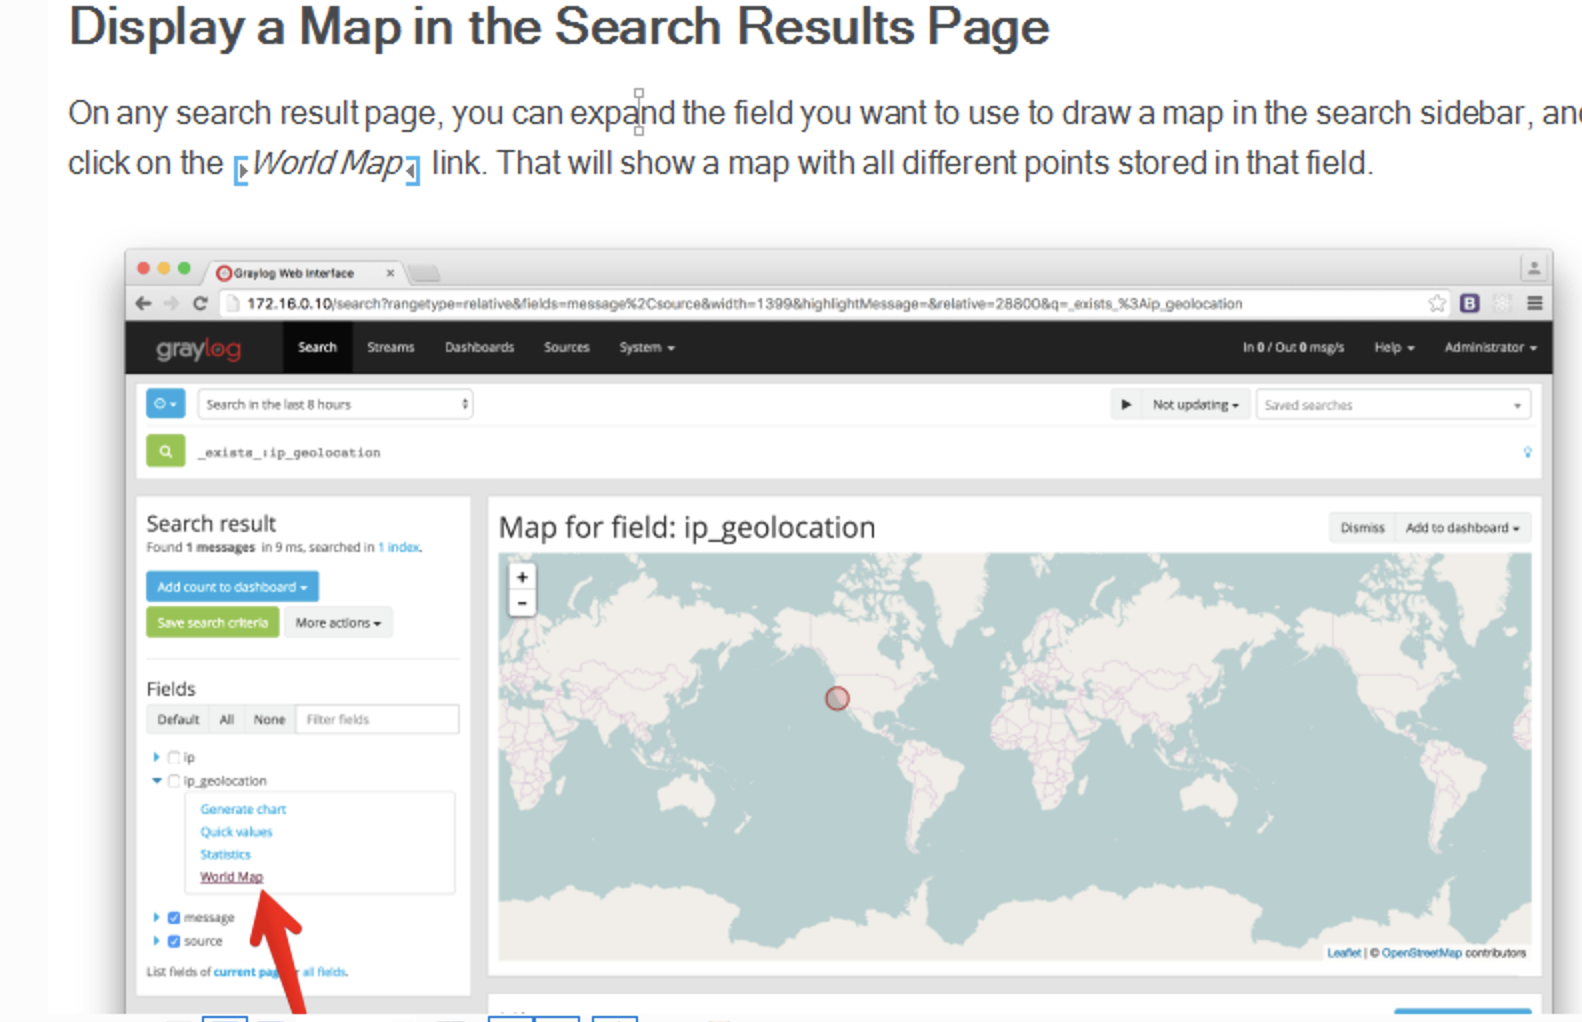 Display a Map in the Search Results Page
On any search result page, you can expand the field you want to use to draw a map in the search sidebar, and
click on the World Map link. That will show a map with all different points stored in that field.
Graylog Web Interface
172.16.0.10/search?rangetype=relative&fields=message%2Csource&width=1399&highlightMessage=&relative=28800&q=_exists_%3Aip_geolocation
B
graylog Search Streams Dashboards Sources System In 0 / Out 0 msg/s Help Administrator
Search in the last 8 hours Not updating Saved searches
_exists_:ip_geolocation
Search result
Found 1 messages in 9 ms, searched in 1 index.
Add count to dashboard
Save search criteria More actions
Fields
Default All None Filter fields
ip
ip_geolocation
Generate chart
Quick values
Statistics
World Map
message
source
List fields of current all fields.
Map for field: ip_geolocation Dismiss Add to dashboard
+
-
Leaflet | © OpenStreetMap contributors